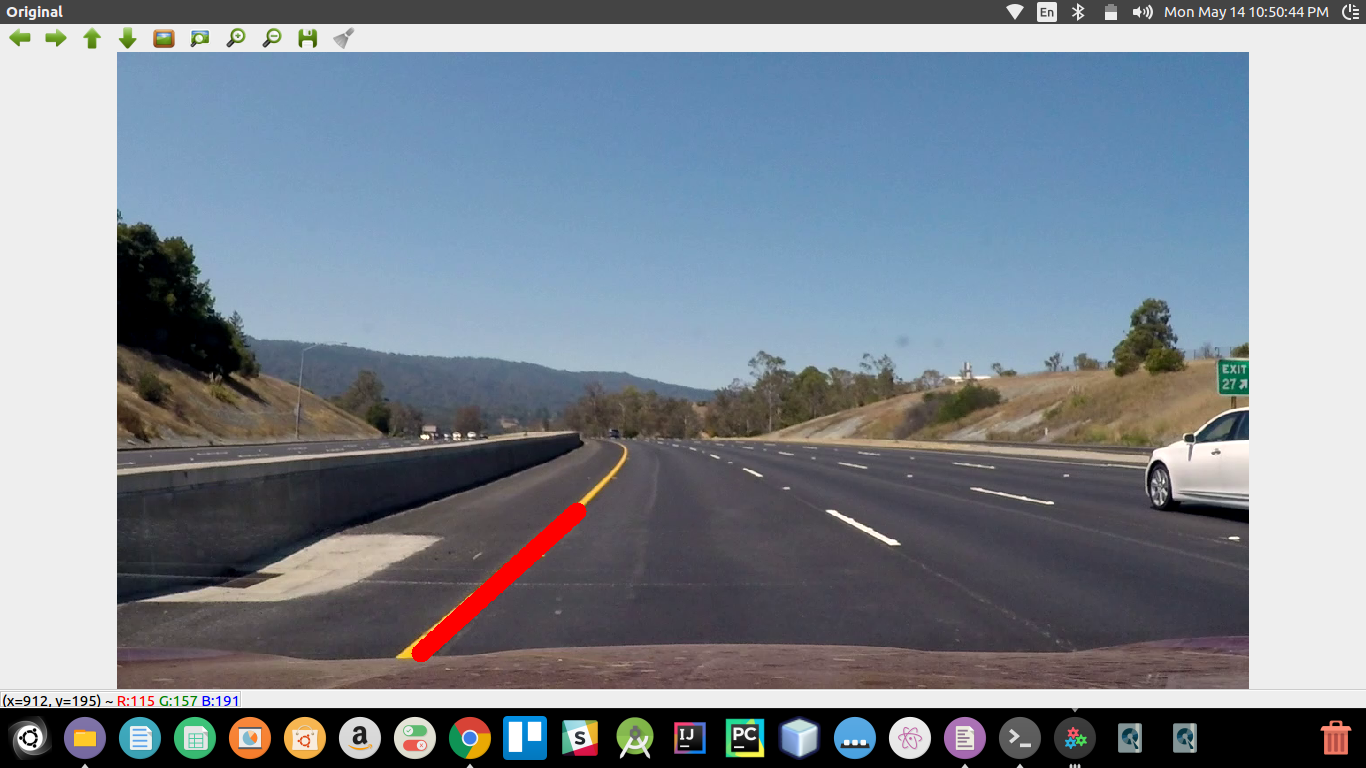 Original
En
Mon May 14 10:50:44 PM
EXIT
27
(x=912, y=195) ~ R:115 G:157 B:191
a
S
IJ
PC